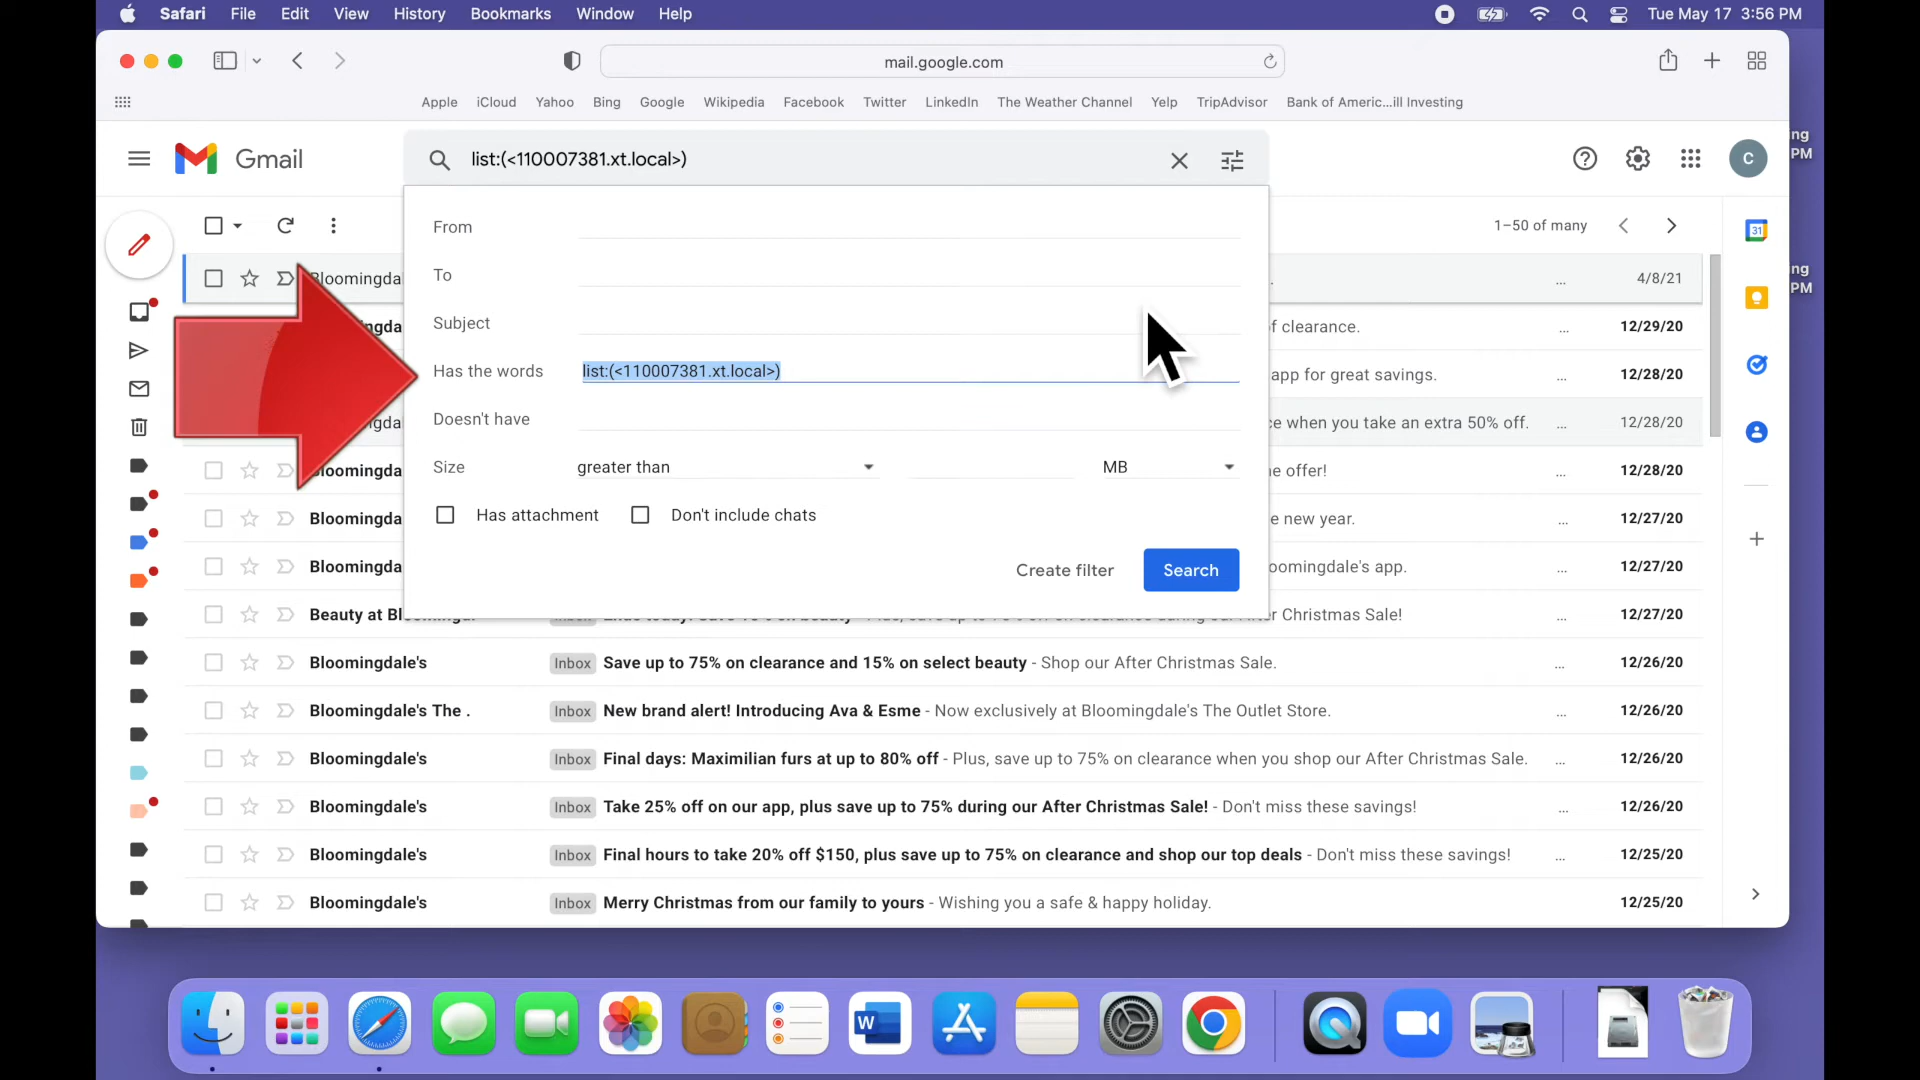 Safari File Edit View History Bookmarks Window Help Tue May 17 3:56 PM
mail.google.com
Apple iCloud Yahoo Bing Google Wikipedia Facebook Twitter LinkedIn The Weather Channel Yelp TripAdvisor Bank of Americ...ill Investing
ng
PM
Gmail
list:(<110007381.xt.local>)
C
From
To
Subject
Has the words list:(<110007381.xt.local>)
Doesn't have
Size greater than MB
Has attachment Don't include chats
Create filter Search
1–50 of many
31
Bloomingda . ... 4/8/21
ng
PM
ngda f clearance. ... 12/29/20
app for great savings. ... 12/28/20
gda e when you take an extra 50% off. ... 12/28/20
loomingda e offer! ... 12/28/20
Bloomingda e new year. ... 12/27/20
Bloomingda oomingdale's app. ... 12/27/20
Beauty at Bl r Christmas Sale! ... 12/27/20
Bloomingdale's Inbox Save up to 75% on clearance and 15% on select beauty - Shop our After Christmas Sale. ... 12/26/20
Bloomingdale's The . Inbox New brand alert! Introducing Ava & Esme - Now exclusively at Bloomingdale's The Outlet Store. ... 12/26/20
Bloomingdale's Inbox Final days: Maximilian furs at up to 80% off - Plus, save up to 75% on clearance when you shop our After Christmas Sale. ... 12/26/20
Bloomingdale's Inbox Take 25% off on our app, plus save up to 75% during our After Christmas Sale! - Don't miss these savings! ... 12/26/20
Bloomingdale's Inbox Final hours to take 20% off $150, plus save up to 75% on clearance and shop our top deals - Don't miss these savings! ... 12/25/20
Bloomingdale's Inbox Merry Christmas from our family to yours - Wishing you a safe & happy holiday. 12/25/20
W